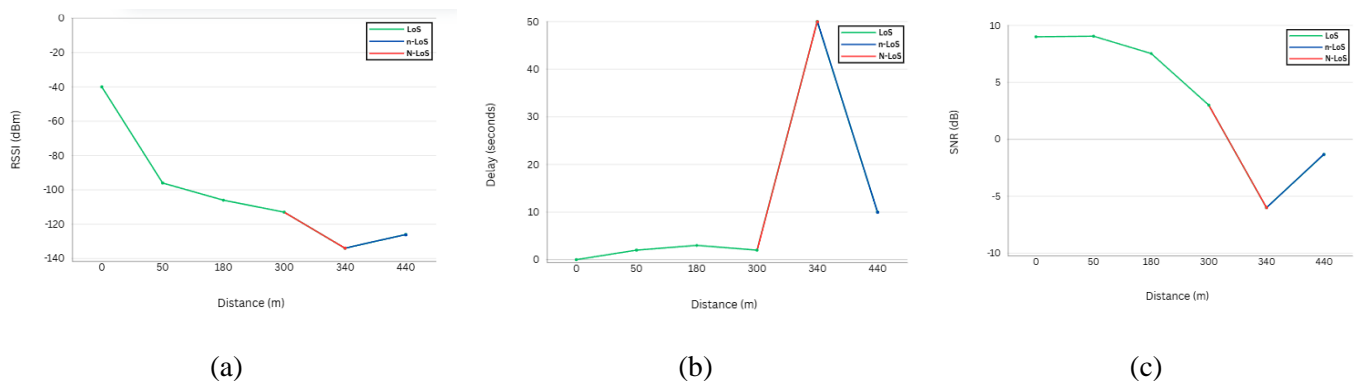 0
-20
-40
-60
-80
-100
-120
-140
RSSI (dBm)
LoS
n-LoS
N-LoS
0 50 180 300 340 440
Distance (m)
(a)
50
40
30
20
10
0
Delay (seconds)
LoS
n-LoS
N-LoS
0 50 180 300 340 440
Distance (m)
(b)
10
5
0
-5
-10
SNR (dB)
LoS
n-LoS
N-LoS
0 50 180 300 340 440
Distance (m)
(c)